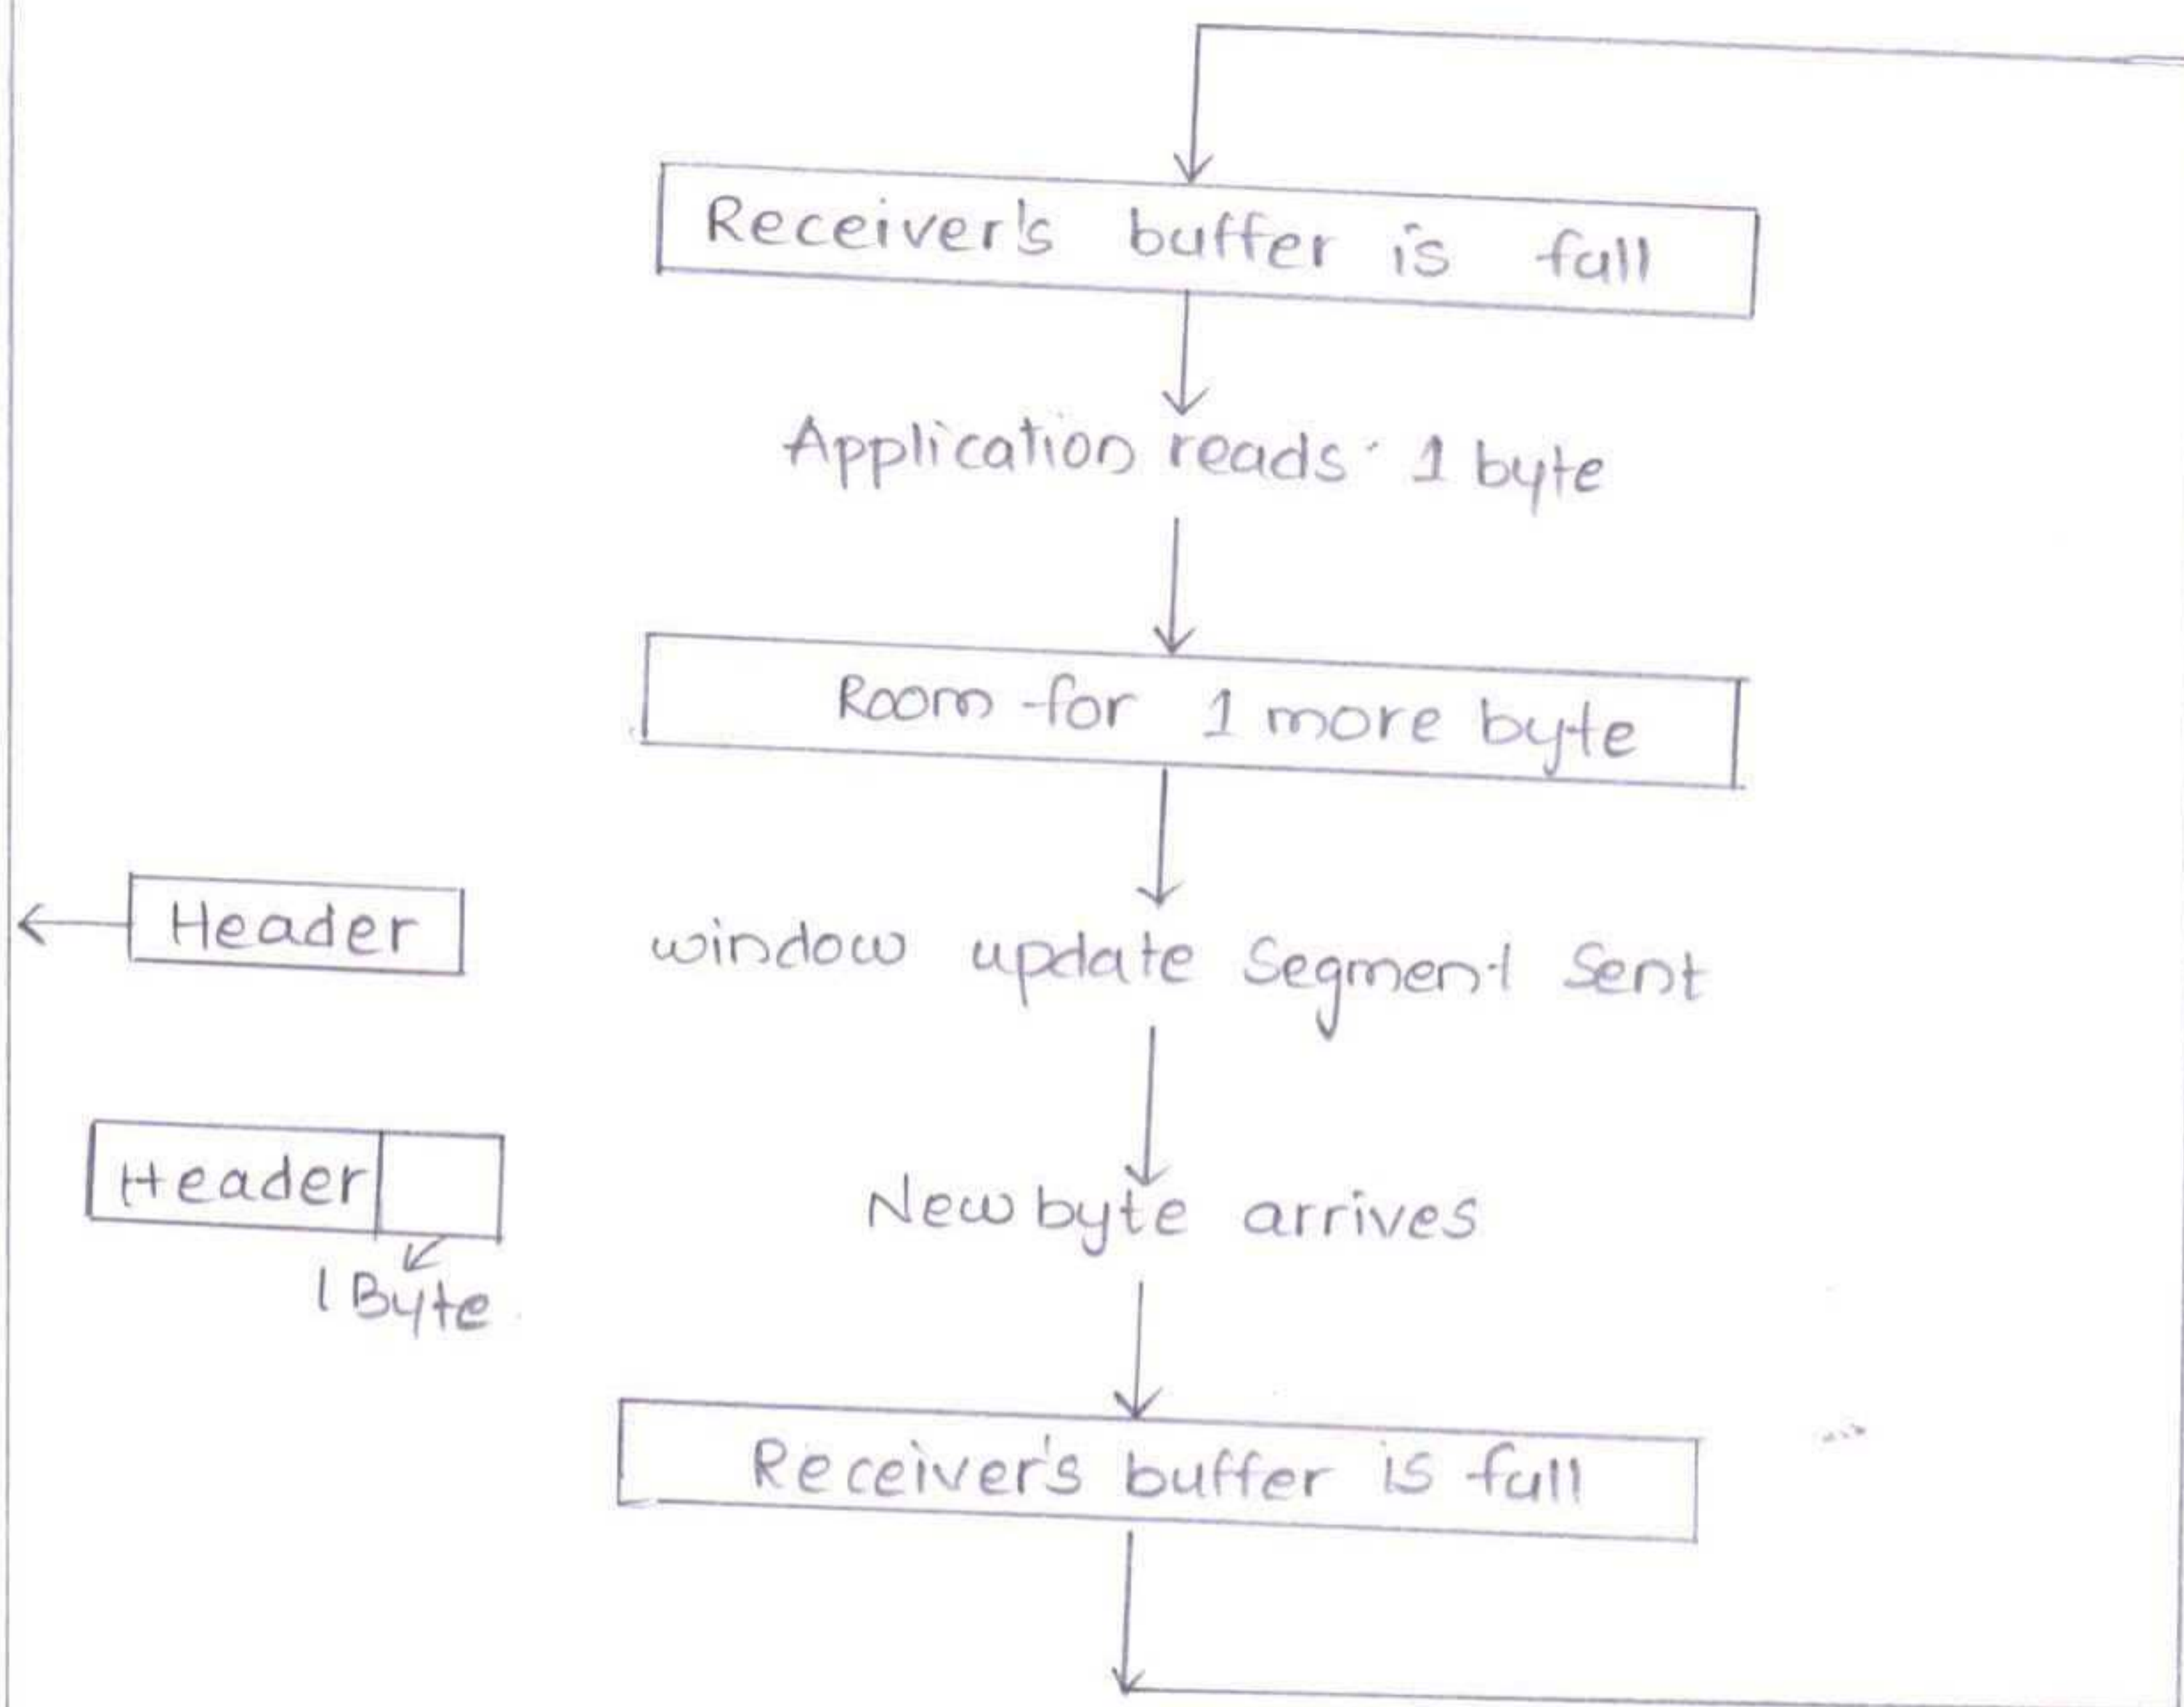 Receiver's buffer is full
Application reads 1 byte
Room for 1 more byte
Header
window update Segment Sent
Header
New byte arrives
1 Byte
Receiver's buffer is full